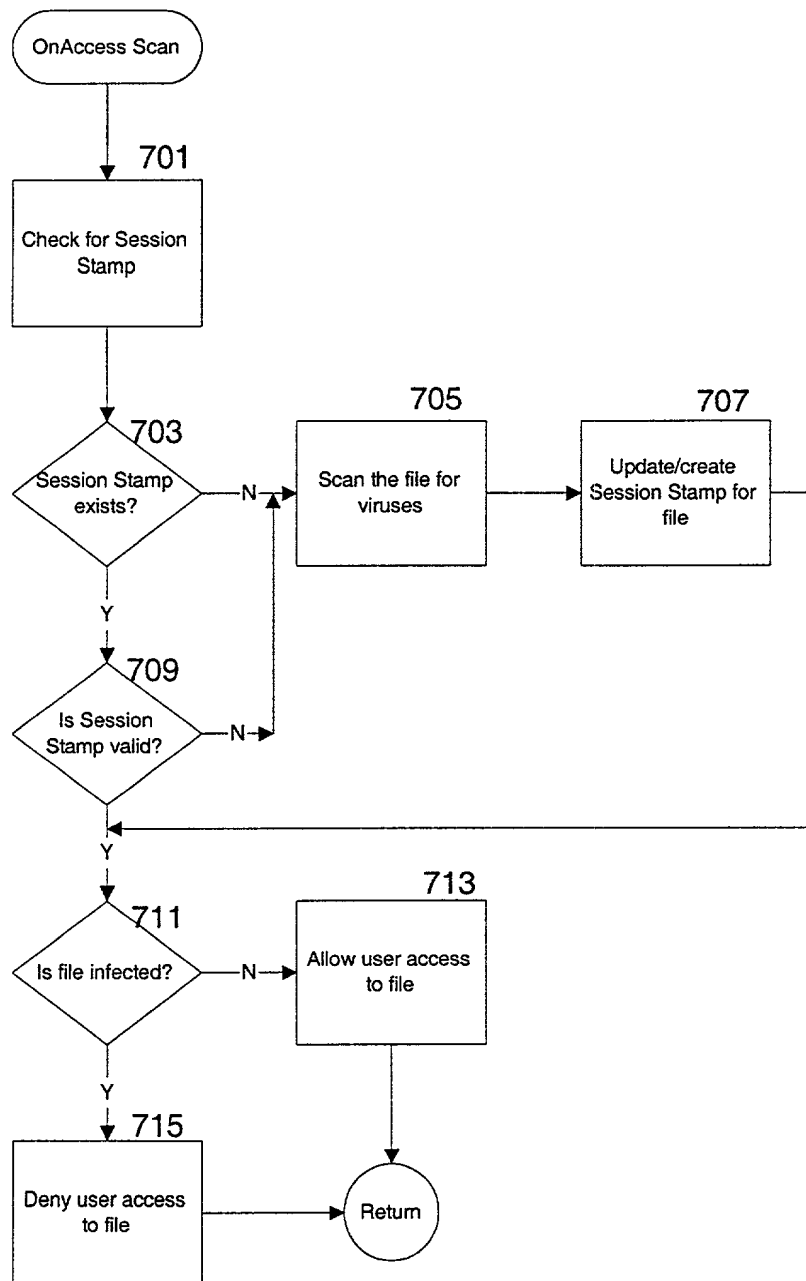 OnAccess Scan
701
Check for Session
Stamp
703
Session Stamp
exists?
N
705
Scan the file for
viruses
707
Update/create
Session Stamp for
file
Y
709
Is Session
Stamp valid?
N
Y
711
Is file infected?
N
713
Allow user access
to file
Y
715
Deny user access
to file
Return